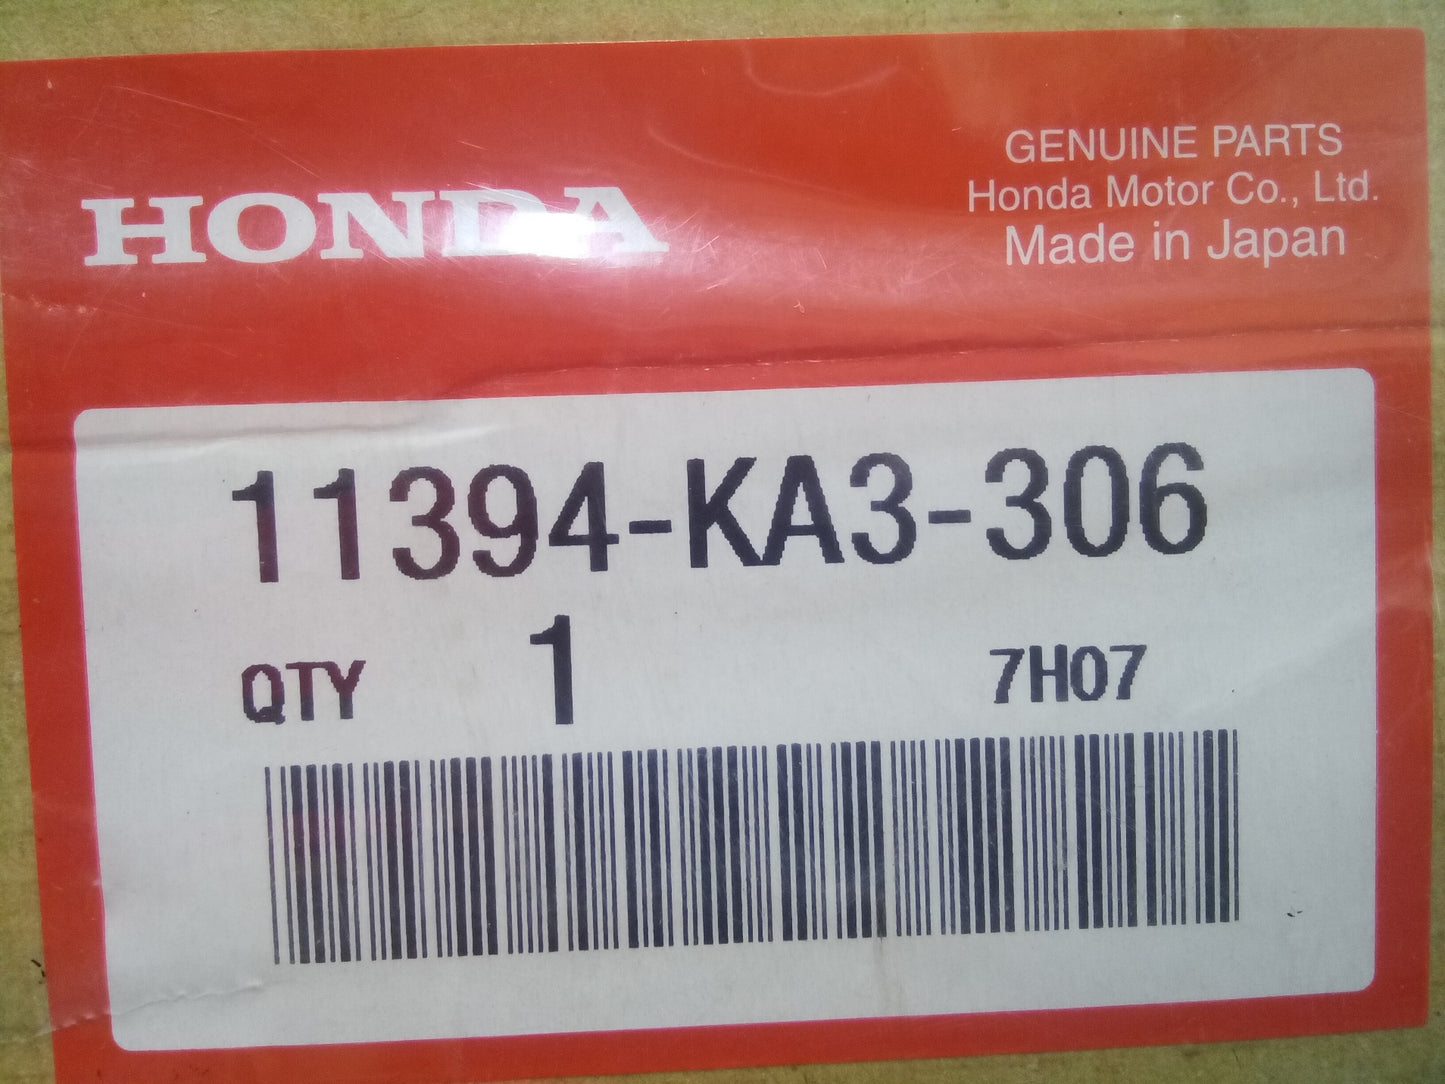 HONDA
GENUINE PARTS
Honda Motor Co., Ltd.
Made in Japan
11394-KA3-306
QTY 1 7H07